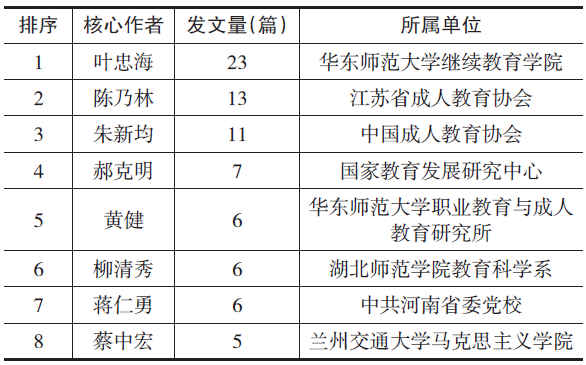 排序 核心作者 发文量(篇) 所属单位
1 叶忠海 23 华东师范大学继续教育学院
2 陈乃林 13 江苏省成人教育协会
3 朱新均 11 中国成人教育协会
4 郝克明 7 国家教育发展研究中心
5 黄健 6 华东师范大学职业教育与成人
教育研究所
6 柳清秀 6 湖北师范学院教育科学系
7 蒋仁勇 6 中共河南省委党校
8 蔡中宏 5 兰州交通大学马克思主义学院